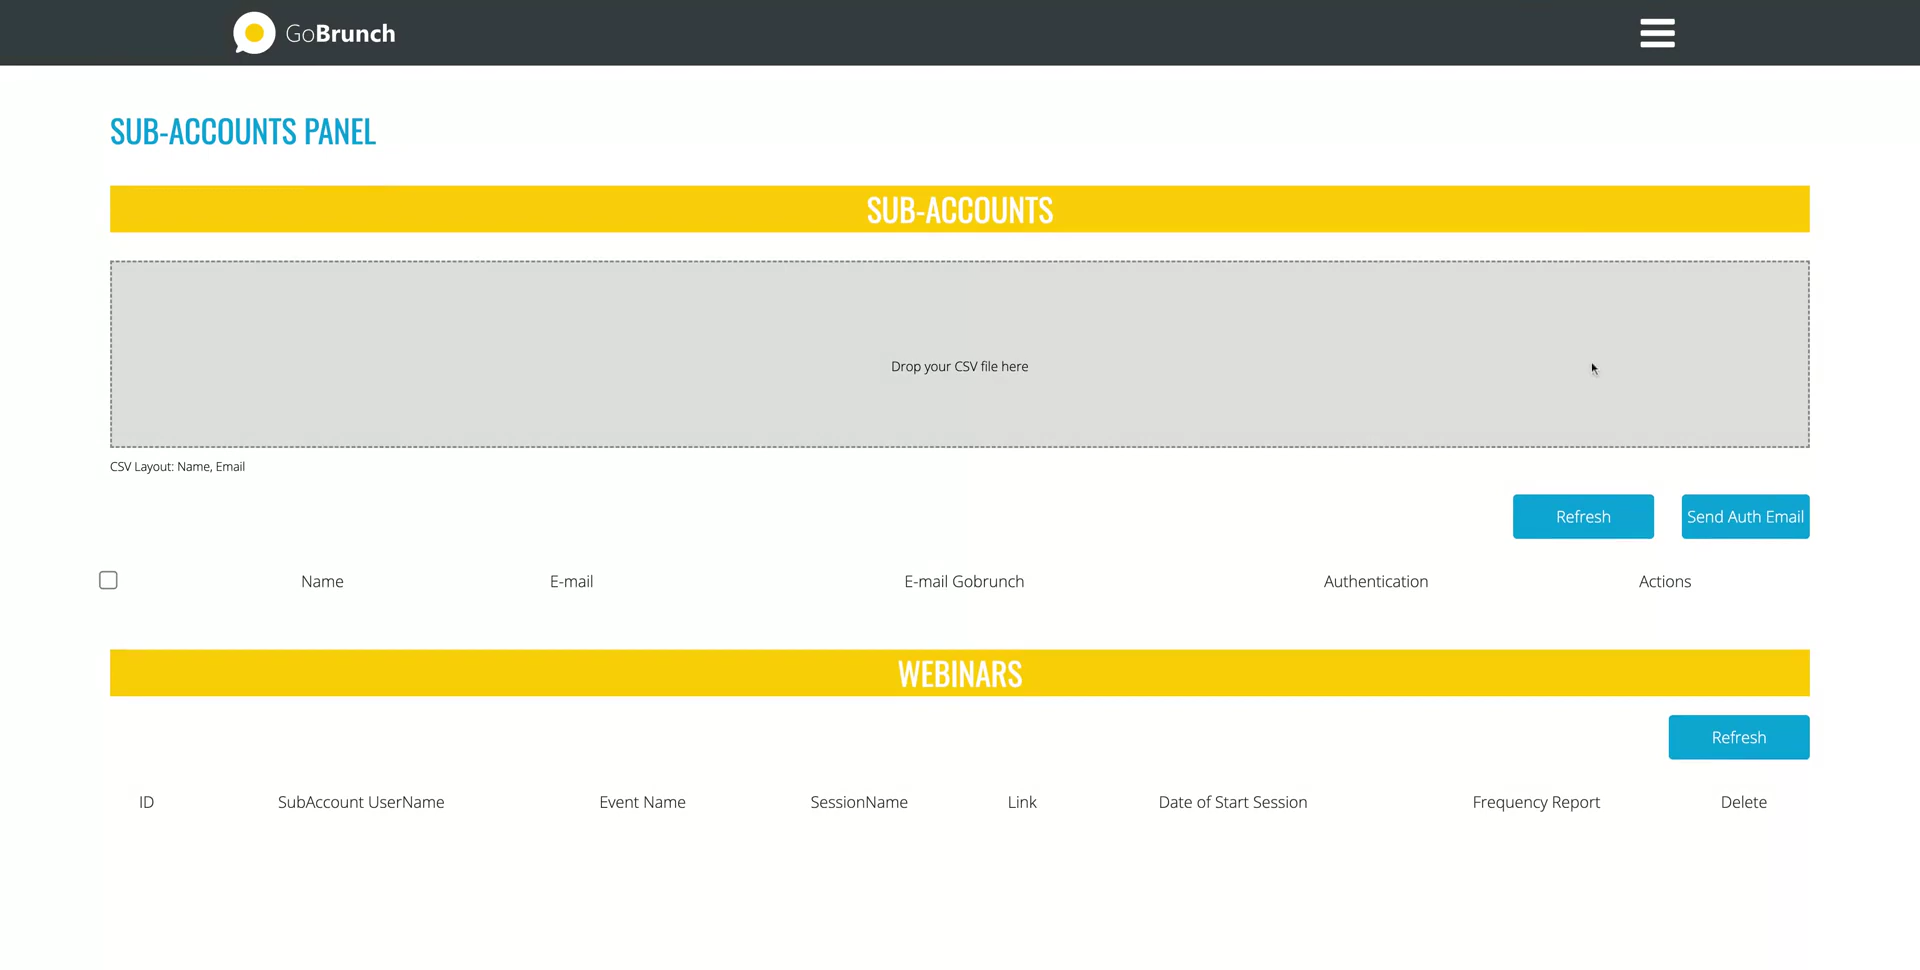 GoBrunch
SUB-ACCOUNTS PANEL
SUB-ACCOUNTS
Drop your CSV file here
CSV Layout: Name, Email
Refresh Send Auth Email
Name E-mail E-mail Gobrunch Authentication Actions
WEBINARS
Refresh
ID SubAccount UserName Event Name SessionName Link Date of Start Session Frequency Report Delete